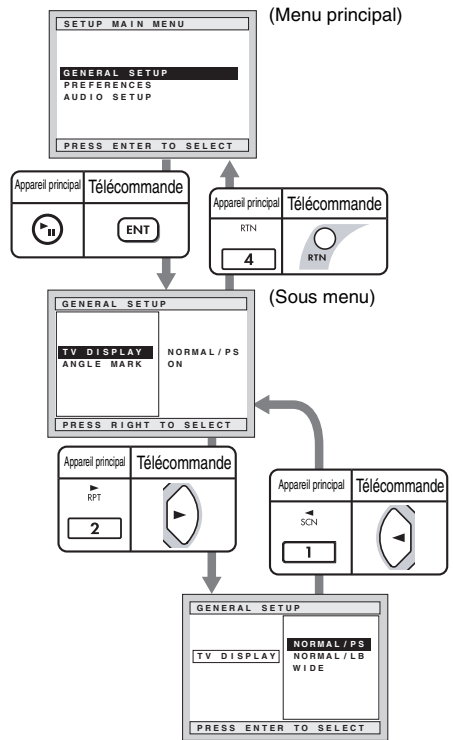 SETUP MAIN MENU
(Menu principal)
GENERAL SETUP
PREFERENCES
AUDIO SETUP
PRESS ENTER TO SELECT
Appareil principal Télécommande
ENT
Appareil principal Télécommande
RTN
4
RTN
(Sous menu)
GENERAL SETUP
TV DISPLAY NORMAL/PS
ANGLE MARK ON
PRESS RIGHT TO SELECT
Appareil principal Télécommande
RPT
2
Appareil principal Télécommande
SCN
1
GENERAL SETUP
NORMAL/PS
TV DISPLAY NORMAL/LB
WIDE
PRESS ENTER TO SELECT